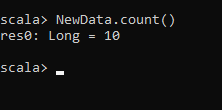 scala> NewData.count()
res0: Long = 10
scala>